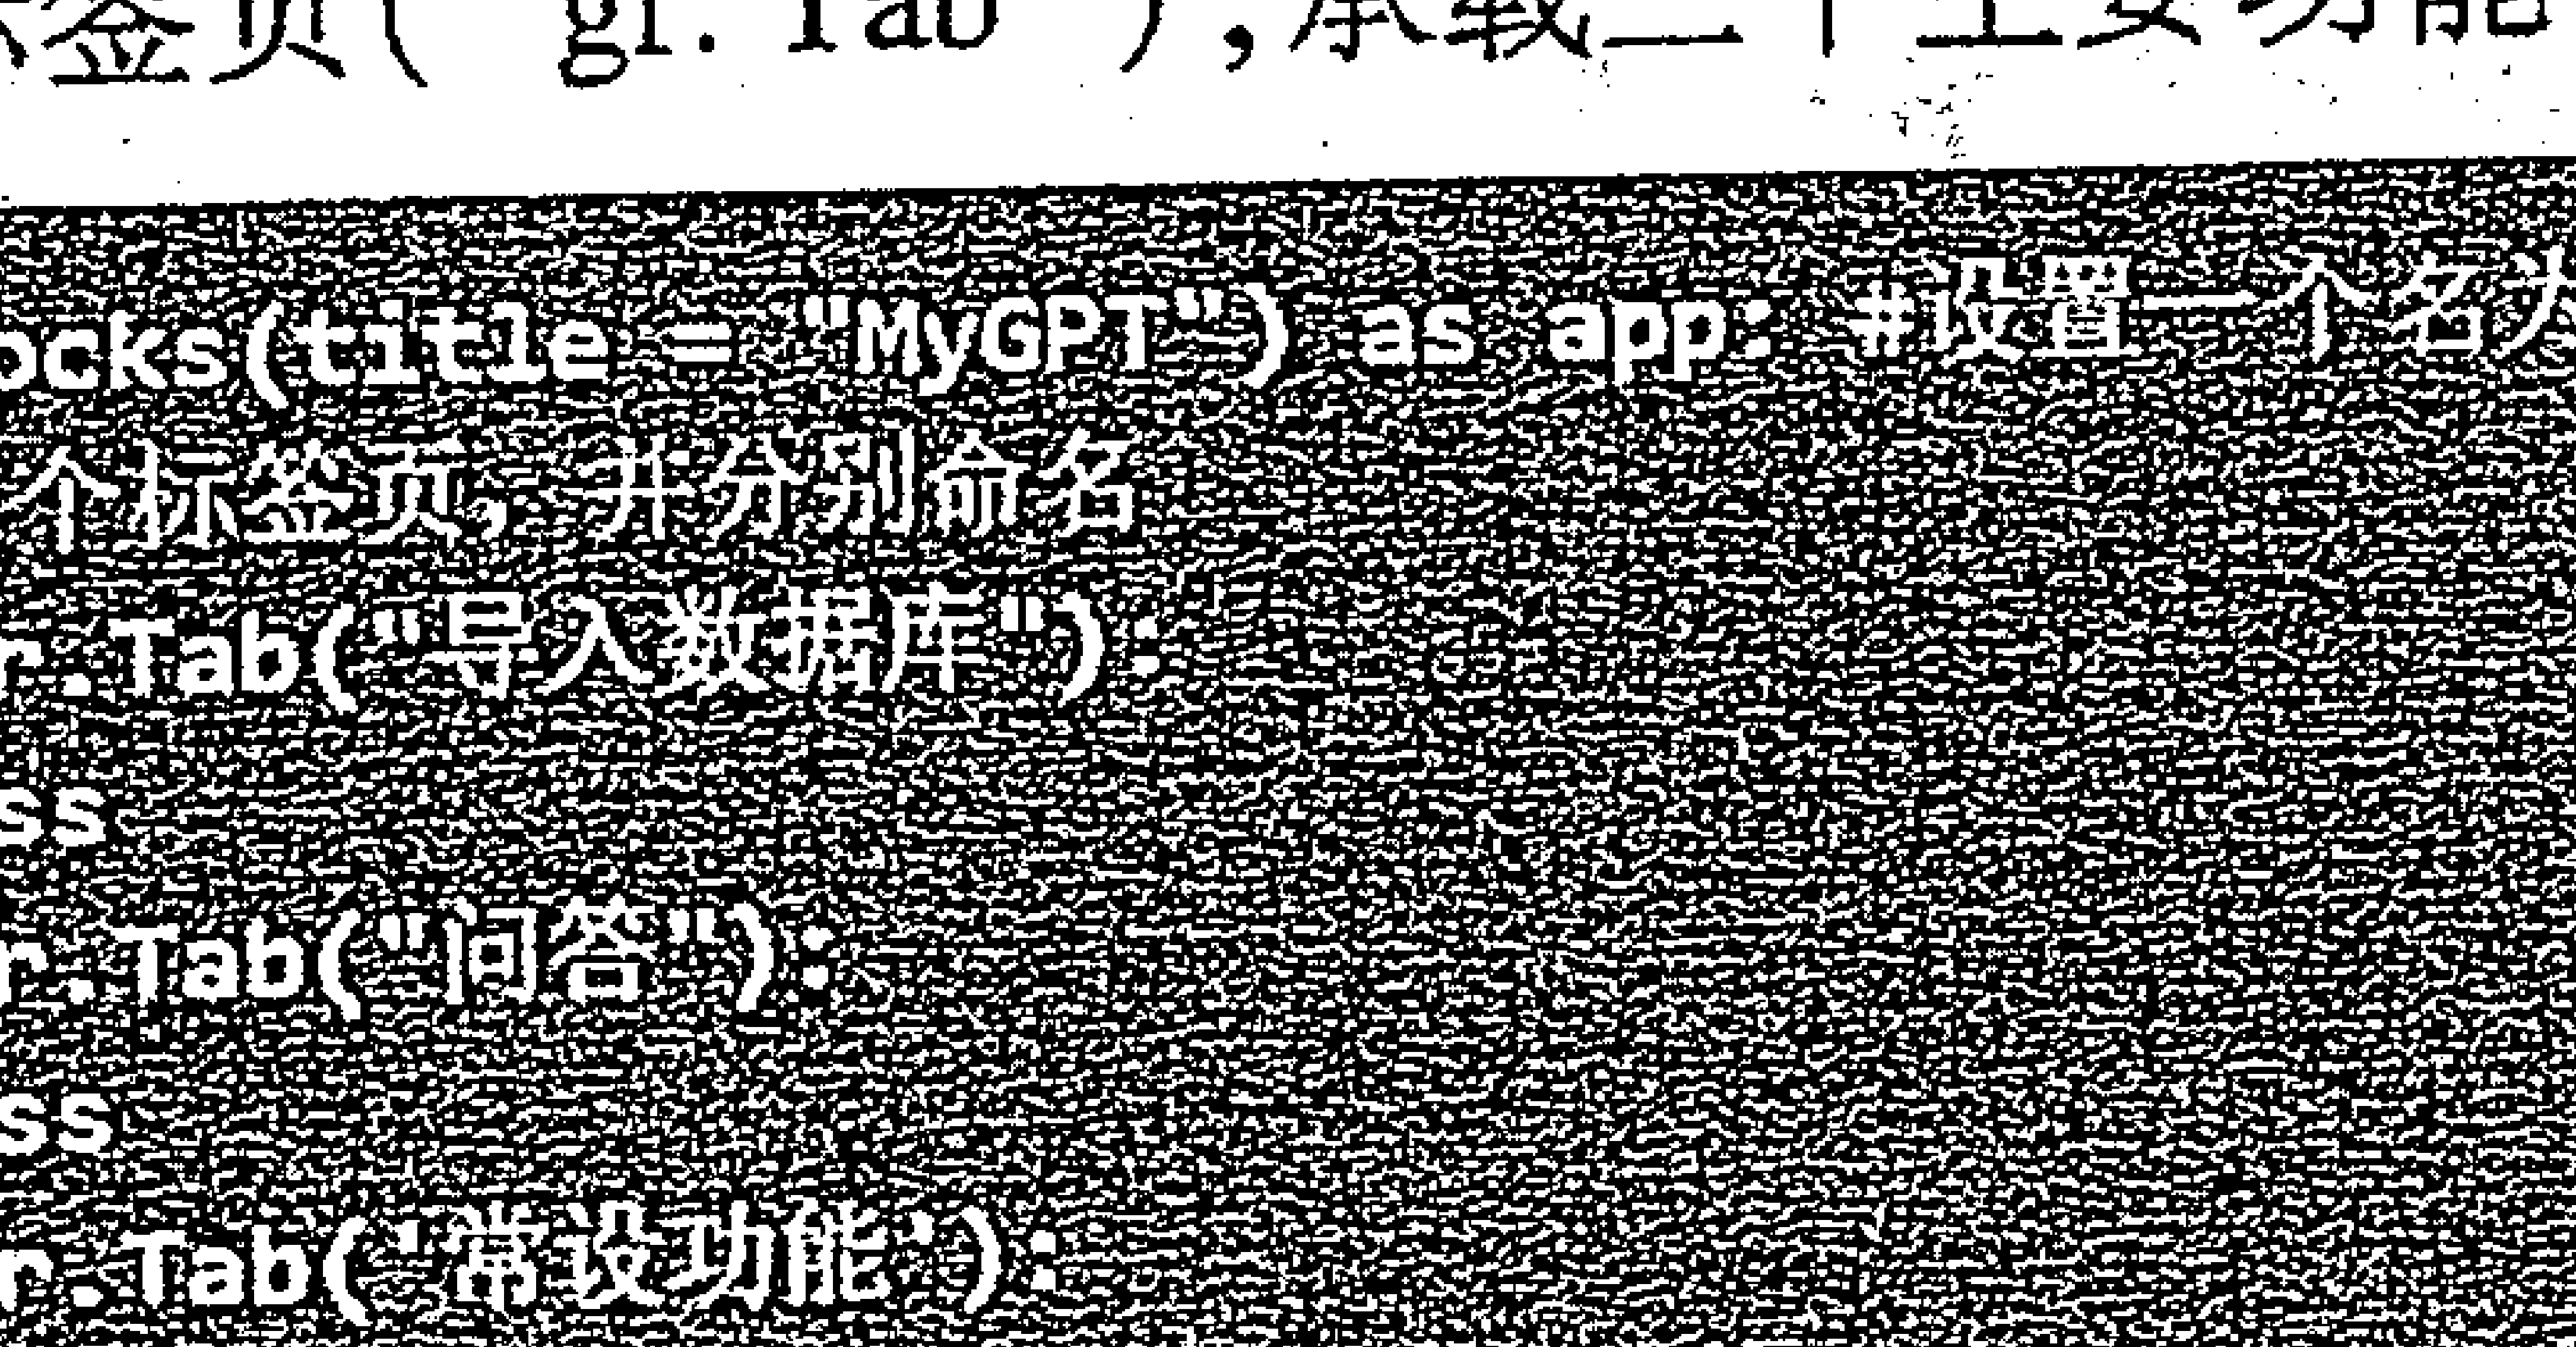 签页(" gr. Tab "),承载三个主要功能
ocks(title = "MyGPT") as app: #设置一个名为
个标签页，并分别命名
r.Tab("导入数据库"):
ss
r.Tab("问答"):
ss
r.Tab('常设功能'):